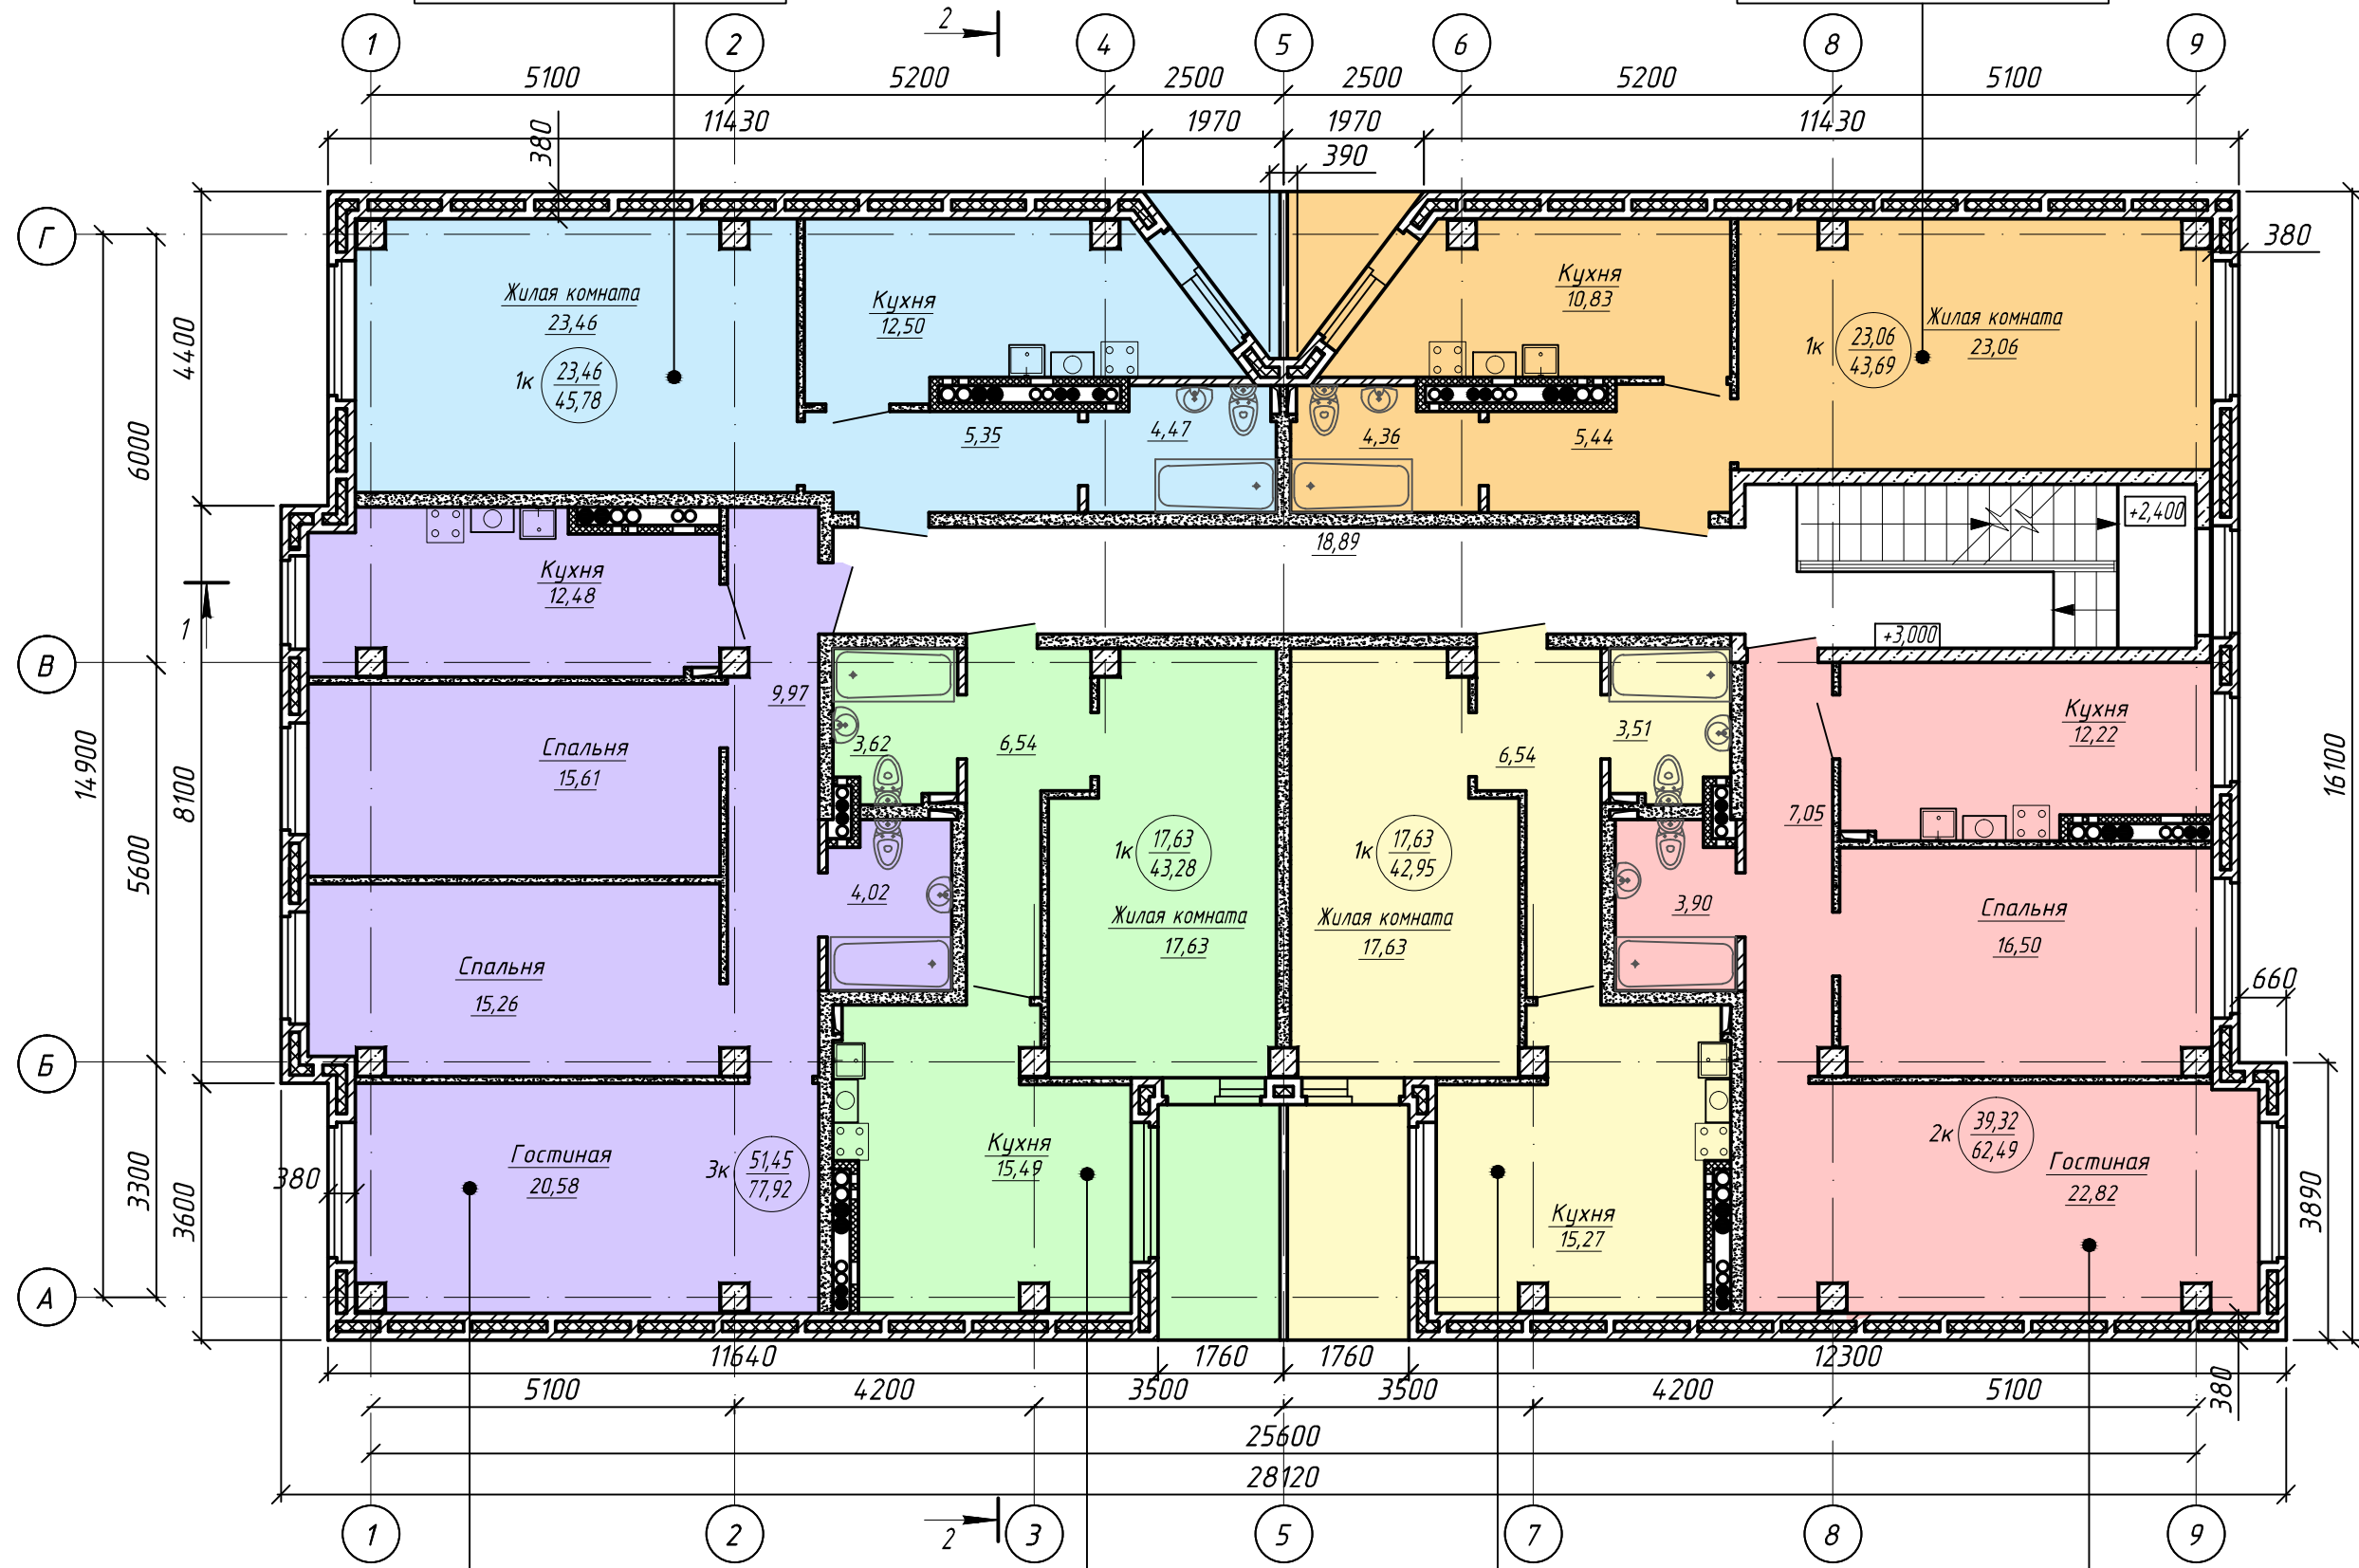 2
1 2 4 5 6 8 9
5100 5200 2500 2500 5200 5100
11430 1970 1970 11430
380
390
Г
380
4400
Жилая комната
23,46
1к 23,46
45,78
Кухня
12,50
Кухня
10,83
1к 23,06
43,69
Жилая комната
23,06
6000
5,35
4,47
4,36
5,44
18,89
+2,400
+3,000
Кухня
12,48
1
В
9,97
Спальня
15,61
3,62
6,54
6,54
3,51
Кухня
12,22
14900
8100
16100
5600
7,05
1к 17,63
43,28
1к 17,63
42,95
4,02
3,90
Жилая комната
17,63
Жилая комната
17,63
Спальня
16,50
Спальня
15,26
660
Б
Гостиная
20,58
3к 51,45
77,92
Кухня
15,49
Кухня
15,27
2к 39,32
62,49
Гостиная
22,82
3300
3600
380
3890
А
11640 1760 1760 12300
380
5100 4200 3500 3500 4200 5100
25600
28120
1 2 3 5 7 8 9
2